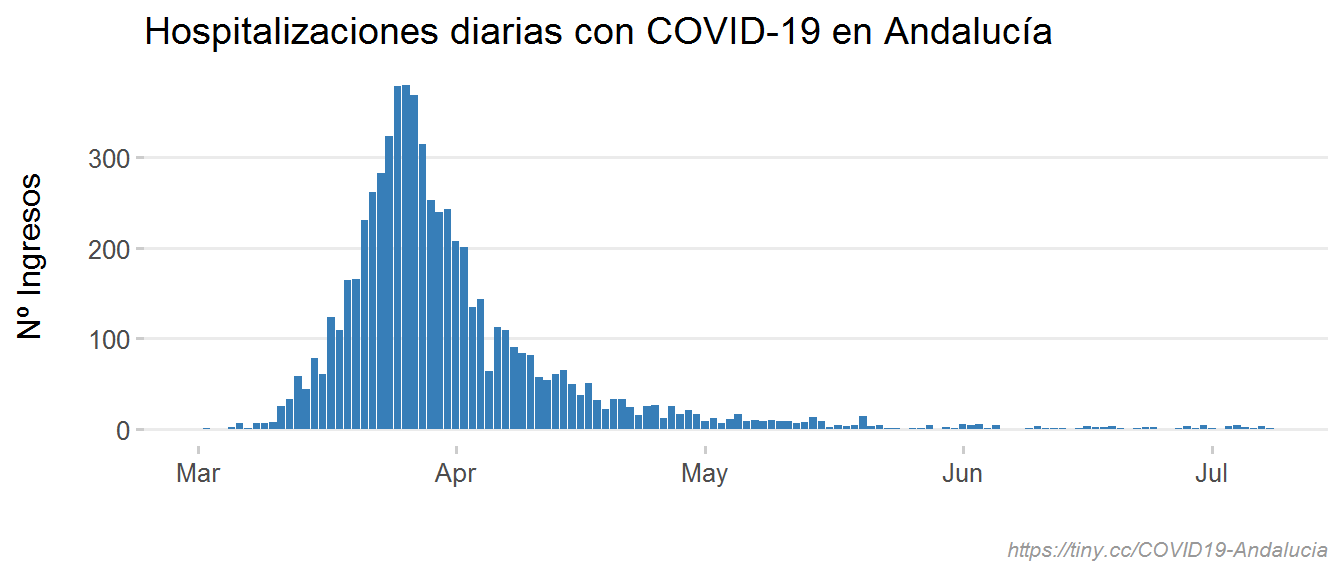 Hospitalizaciones diarias con COVID-19 en Andalucía
Nº Ingresos
300
200
100
0
Mar Apr May Jun Jul
https://tiny.cc/COVID19-Andalucia